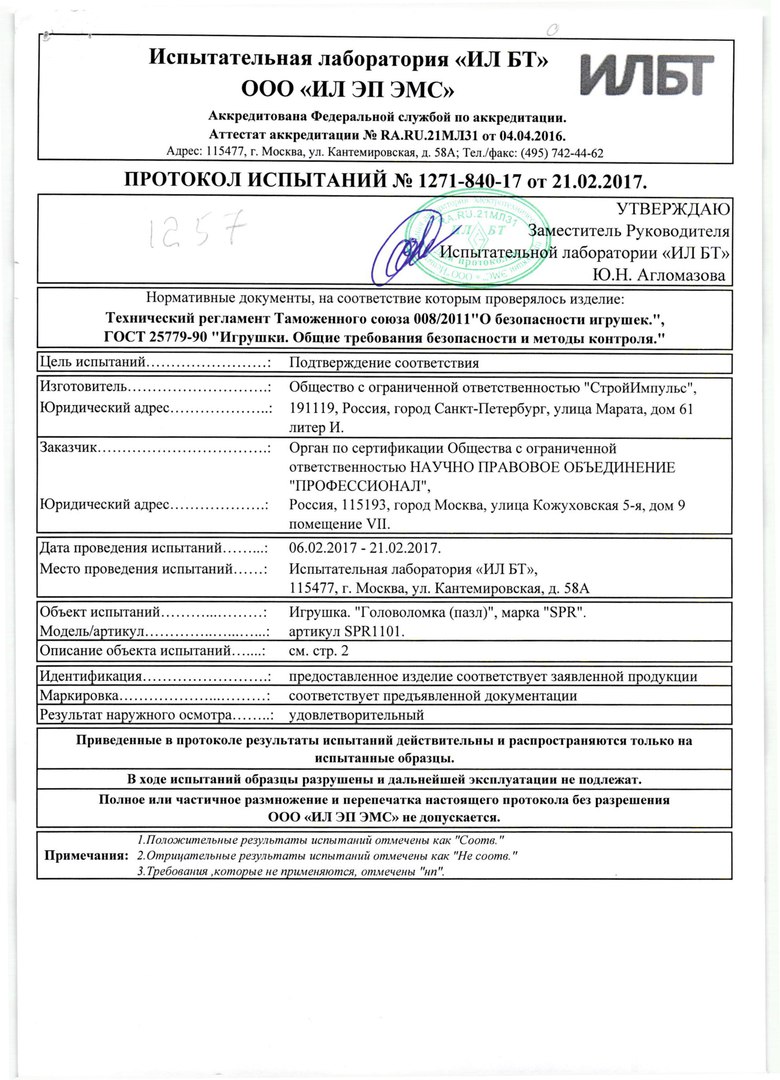 Испытательная лаборатория «ИЛ БТ»
ООО «ИЛ ЭП ЭМС»
ИЛБТ
Аккредитована Федеральной службой по аккредитации.
Аттестат аккредитации № RA.RU.21МЛ31 от 04.04.2016.
Адрес: 115477, г. Москва, ул. Кантемировская, д. 58А; Тел./факс: (495) 742-44-62
ПРОТОКОЛ ИСПЫТАНИЙ № 1271-840-17 от 21.02.2017.
1257
УТВЕРЖДАЮ
Заместитель Руководителя
Испытательной лаборатории «ИЛ БТ»
Ю.Н. Агломазова
RA.RU.21МЛ31
ИЛ БТ
Нормативные документы, на соответствие которым проверялось изделие:
Технический регламент Таможенного союза 008/2011"О безопасности игрушек.",
ГОСТ 25779-90 "Игрушки. Общие требования безопасности и методы контроля."
Цель испытаний……………………: Подтверждение соответствия
Изготовитель……………………….: Общество с ограниченной ответственностью "СтройИмпульс",
Юридический адрес………………..: 191119, Россия, город Санкт-Петербург, улица Марата, дом 61
литер И.
Заказчик…………………………….: Орган по сертификации Общества с ограниченной
ответственностью НАУЧНО ПРАВОВОЕ ОБЪЕДИНЕНИЕ
"ПРОФЕССИОНАЛ",
Юридический адрес……………….: Россия, 115193, город Москва, улица Кожуховская 5-я, дом 9
помещение VII.
Дата проведения испытаний……...: 06.02.2017 - 21.02.2017.
Место проведения испытаний……: Испытательная лаборатория «ИЛ БТ»,
115477, г. Москва, ул. Кантемировская, д. 58А
Объект испытаний………...………: Игрушка. "Головоломка (пазл)", марка "SPR".
Модель/артикул………….…...…...: артикул SPR1101.
Описание объекта испытаний…....: см. стр. 2
Идентификация…………………….: предоставленное изделие соответствует заявленной продукции
Маркировка………………...………: соответствует предъявленной документации
Результат наружного осмотра……..: удовлетворительный
Приведенные в протоколе результаты испытаний действительны и распространяются только на
испытанные образцы.
В ходе испытаний образцы разрушены и дальнейшей эксплуатации не подлежат.
Полное или частичное размножение и перепечатка настоящего протокола без разрешения
ООО «ИЛ ЭП ЭМС» не допускается.
Примечания:
1.Положительные результаты испытаний отмечены как "Соотв."
2.Отрицательные результаты испытаний отмечены как "Не соотв."
3.Требования ,которые не применяются, отмечены "нп".